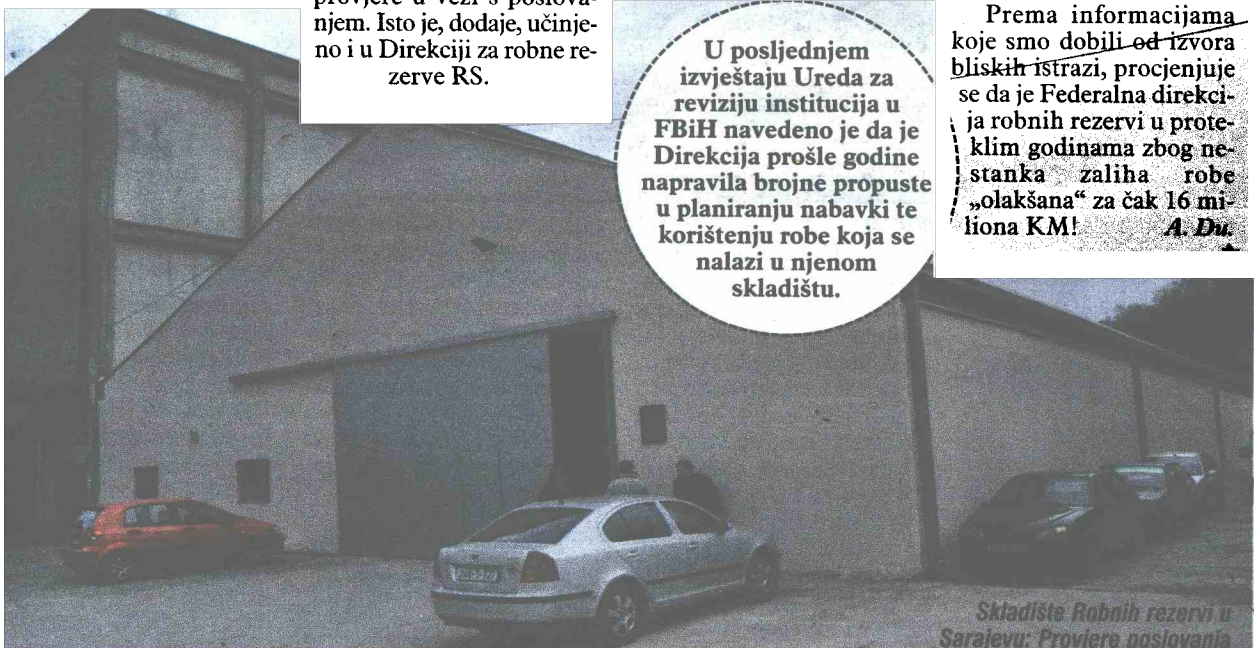 provjere u vezi s poslova-
njem. Isto je, dodaje, učinje-
no i u Direkciji za robne re-
zerve RS.
U posljednjem
izvještaju Ureda za
reviziju institucija u
FBiH navedeno je da je
Direkcija prošle godine
napravila brojne propuste
u planiranju nabavki te
korištenju robe koja se
nalazi u njenom
skladištu.
Prema informacijama
koje smo dobili od izvora
bliskih istrazi, procjenjuje
se da je Federalna direkci-
ja robnih rezervi u prote-
klim godinama zbog ne-
stanka zaliha robe
„olakšana“ za čak 16 mi-
liona KM!
A. Du.
Skladište Robnih rezervi u
Sarajevu: Provjere poslovanja